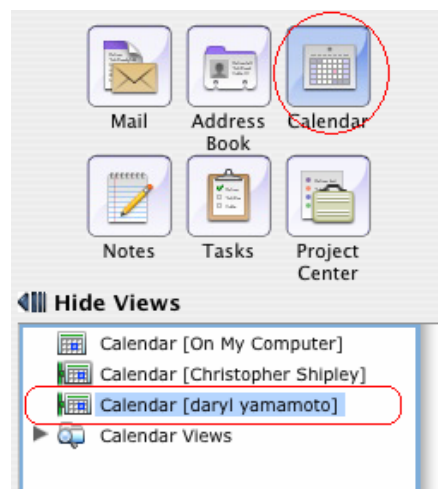 Mail Address Book Calendar
Notes Tasks Project Center
Hide Views
Calendar [On My Computer]
Calendar [Christopher Shipley]
Calendar [daryl yamamoto]
Calendar Views